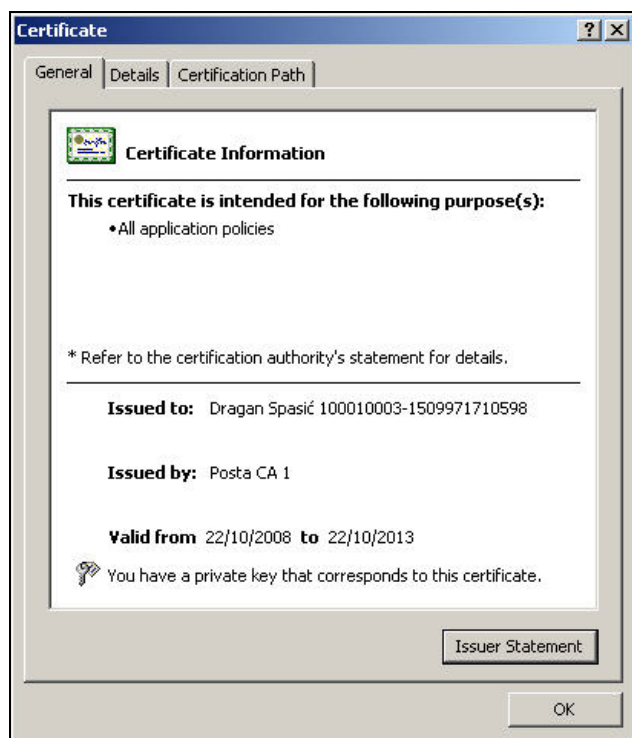 Certificate
General Details Certification Path
Certificate Information
This certificate is intended for the following purpose(s):
•All application policies
* Refer to the certification authority's statement for details.
Issued to: Dragan Spasić 100010003-1509971710598
Issued by: Posta CA 1
Valid from 22/10/2008 to 22/10/2013
You have a private key that corresponds to this certificate.
Issuer Statement
OK